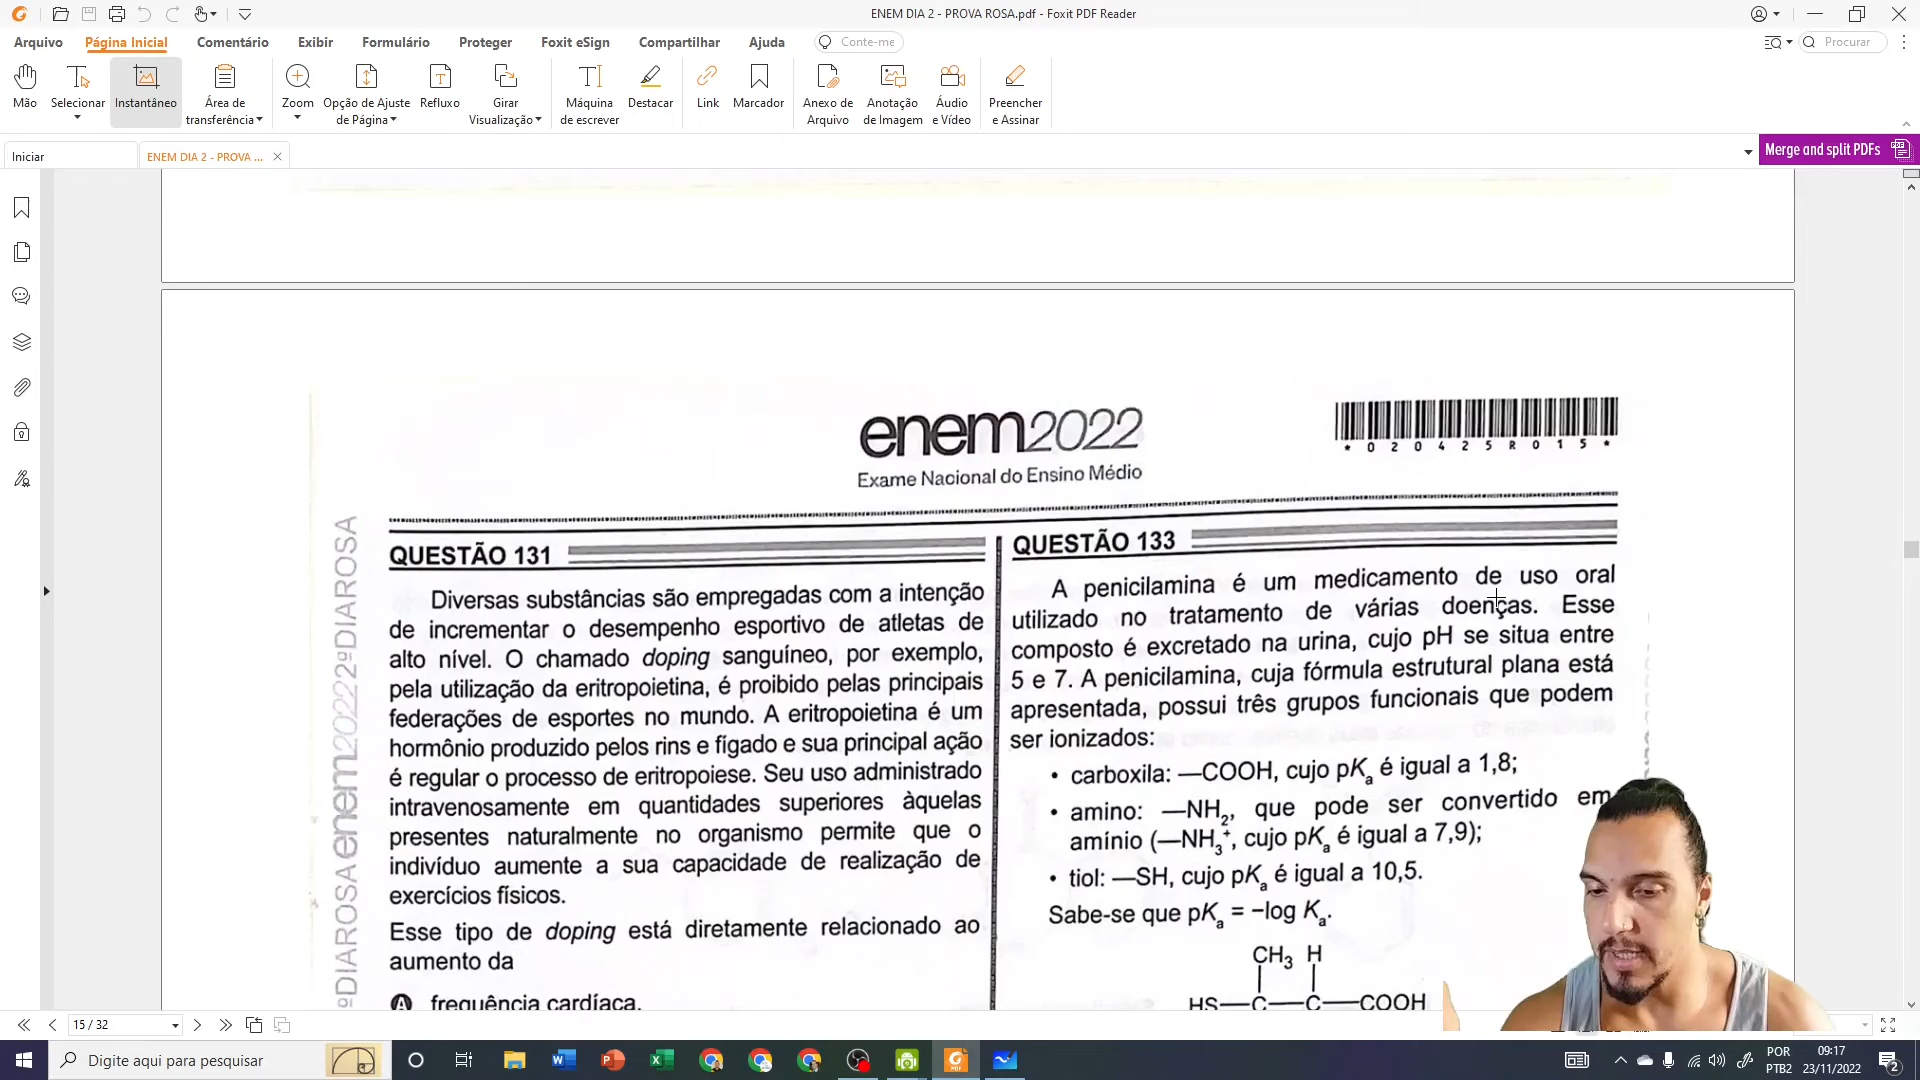 ENEM DIA 2 - PROVA ROSA.pdf - Foxit PDF Reader
Arquivo Página Inicial Comentário Exibir Formulário Proteger Foxit eSign Compartilhar Ajuda Conte-me Procurar
Mão Selecionar Instantâneo Área de transferência Zoom Opção de Ajuste de Página Refluxo Girar Visualização Máquina de escrever Destacar Link Marcador Anexo de Arquivo Anotação de Imagem Áudio e Vídeo Preencher e Assinar
Iniciar ENEM DIA 2 - PROVA ... Merge and split PDFs
enem2022
Exame Nacional do Ensino Médio
*020425R015*
ºDIAROSAenem20222ºDIAROSA
QUESTÃO 131
Diversas substâncias são empregadas com a intenção
de incrementar o desempenho esportivo de atletas de
alto nível. O chamado doping sanguíneo, por exemplo,
pela utilização da eritropoietina, é proibido pelas principais
federações de esportes no mundo. A eritropoietina é um
hormônio produzido pelos rins e fígado e sua principal ação
é regular o processo de eritropoiese. Seu uso administrado
intravenosamente em quantidades superiores àquelas
presentes naturalmente no organismo permite que o
indivíduo aumente a sua capacidade de realização de
exercícios físicos.
Esse tipo de doping está diretamente relacionado ao
aumento da
A frequência cardíaca.
QUESTÃO 133
A penicilamina é um medicamento de uso oral
utilizado no tratamento de várias doenças. Esse
composto é excretado na urina, cujo pH se situa entre
5 e 7. A penicilamina, cuja fórmula estrutural plana está
apresentada, possui três grupos funcionais que podem
ser ionizados:
• carboxila: —COOH, cujo pKa é igual a 1,8;
• amino: —NH2, que pode ser convertido em
amínio (—NH3+, cujo pKa é igual a 7,9);
• tiol: —SH, cujo pKa é igual a 10,5.
Sabe-se que pKa = −log Ka.
CH3 H
HS—C—C—COOH
15 / 32
Digite aqui para pesquisar
POR
PTB2
09:17
23/11/2022
2